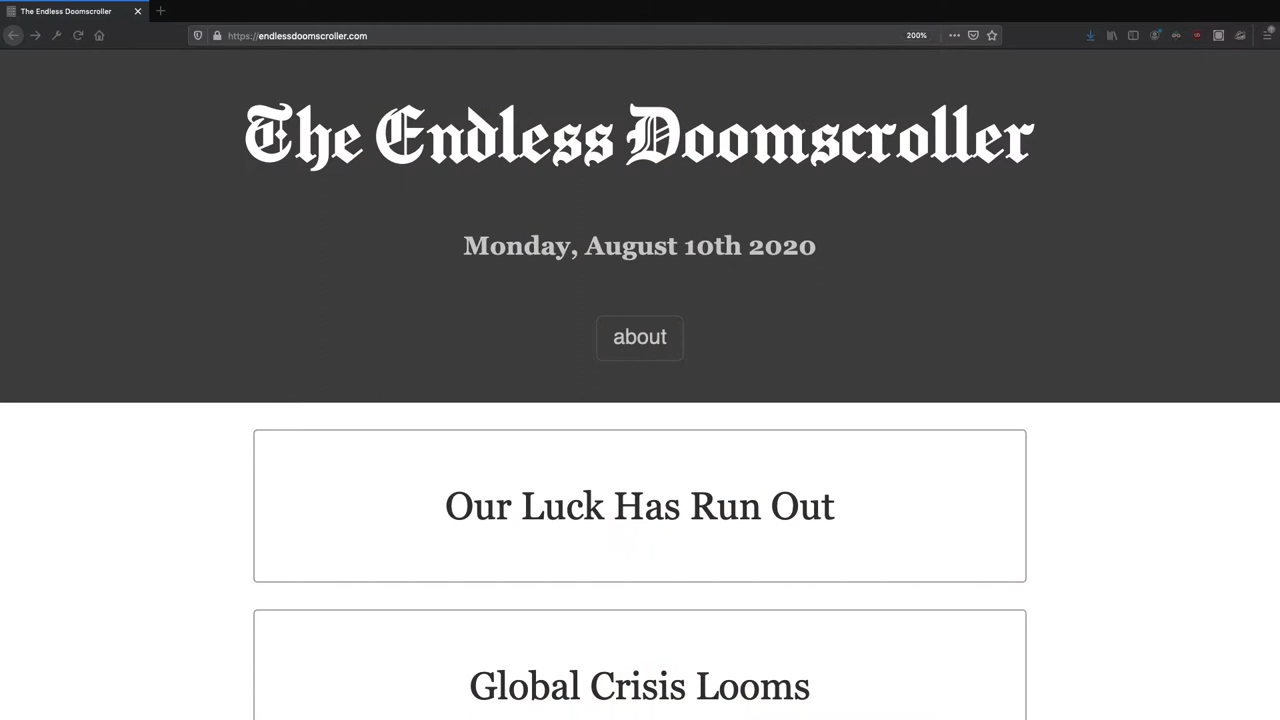 The Endless Doomscroller
https://endlessdoomscroller.com
200%
The Endless Doomscroller
Monday, August 10th 2020
about
Our Luck Has Run Out
Global Crisis Looms